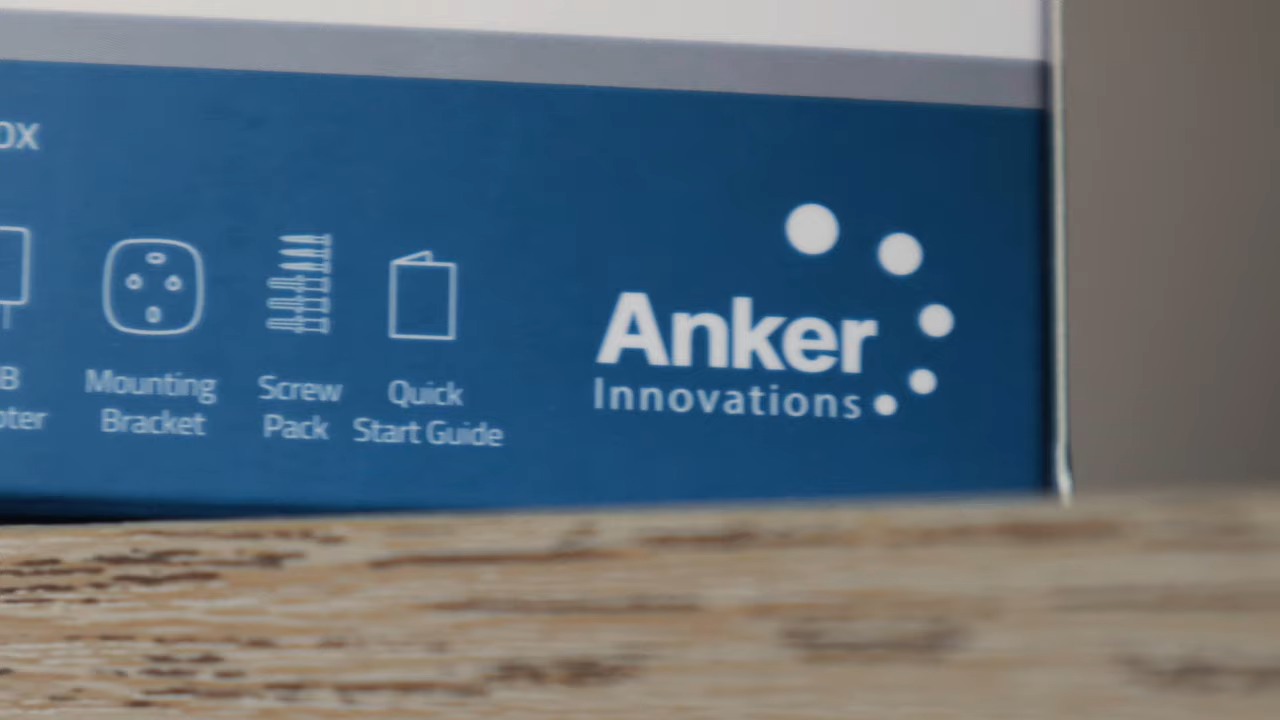 ox
Mounting
Bracket
Screw
Pack
Quick
Start Guide
Anker
Innovations